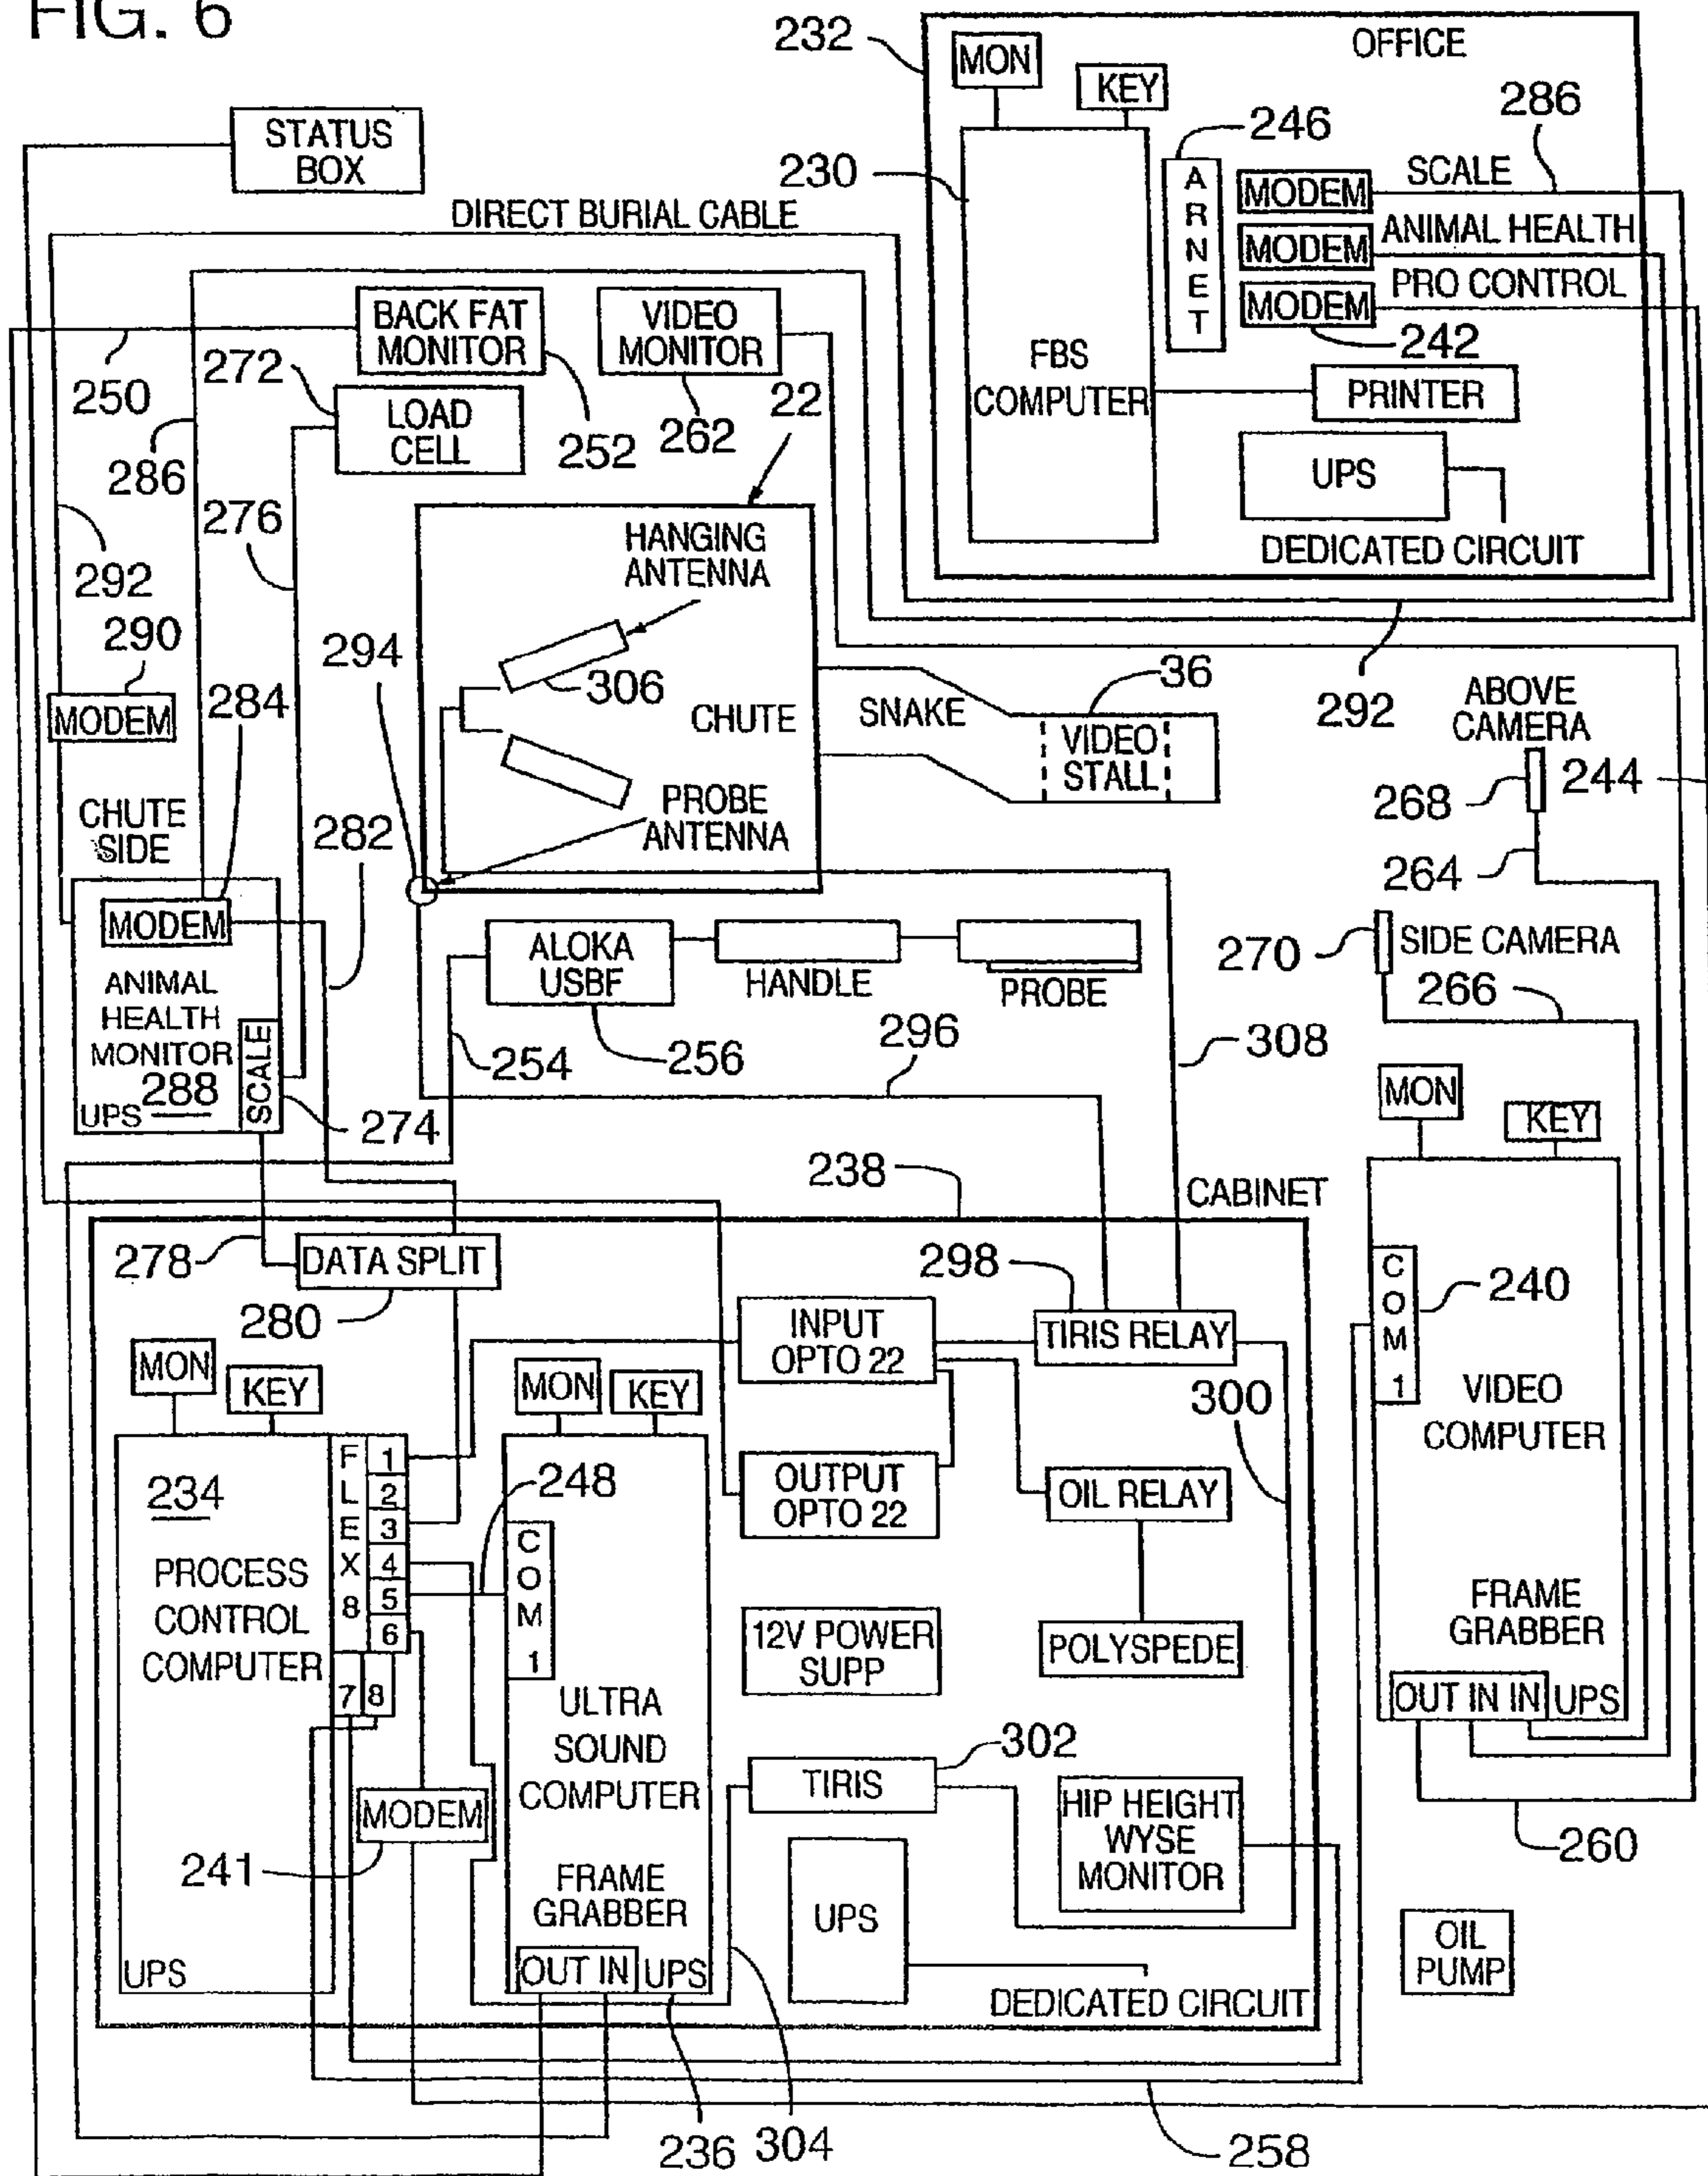 FIG. 6
232
MON
KEY
OFFICE
246
286
230
ARNET
MODEM
SCALE
MODEM
ANIMAL HEALTH
MODEM
PRO CONTROL
242
FBS
COMPUTER
PRINTER
UPS
DEDICATED CIRCUIT
STATUS
BOX
DIRECT BURIAL CABLE
BACK FAT
MONITOR
VIDEO
MONITOR
250
272
LOAD
CELL
252
262
22
286
276
292
HANGING
ANTENNA
290
294
306
MODEM
284
CHUTE
SNAKE
36
VIDEO
STALL
292
ABOVE
CAMERA
268
244
264
PROBE
ANTENNA
CHUTE
SIDE
282
MODEM
ANIMAL
HEALTH
MONITOR
288
UPS
SCALE
274
ALOKA
USBF
HANDLE
PROBE
254
256
296
308
270
SIDE CAMERA
266
MON
KEY
238
CABINET
278
DATA SPLIT
280
298
INPUT
OPTO 22
TIRIS RELAY
COM 1
240
VIDEO
COMPUTER
MON
KEY
MON
KEY
300
234
FLEX 8
1
2
3
4
5
6
7
8
248
OUTPUT
OPTO 22
OIL RELAY
PROCESS
CONTROL
COMPUTER
COM 1
12V POWER
SUPP
POLYSPEDE
FRAME
GRABBER
OUT IN IN
UPS
ULTRA
SOUND
COMPUTER
302
TIRIS
MODEM
241
HIP HEIGHT
WYSE
MONITOR
260
FRAME
GRABBER
UPS
OIL
PUMP
UPS
OUT IN
UPS
DEDICATED CIRCUIT
236
304
258